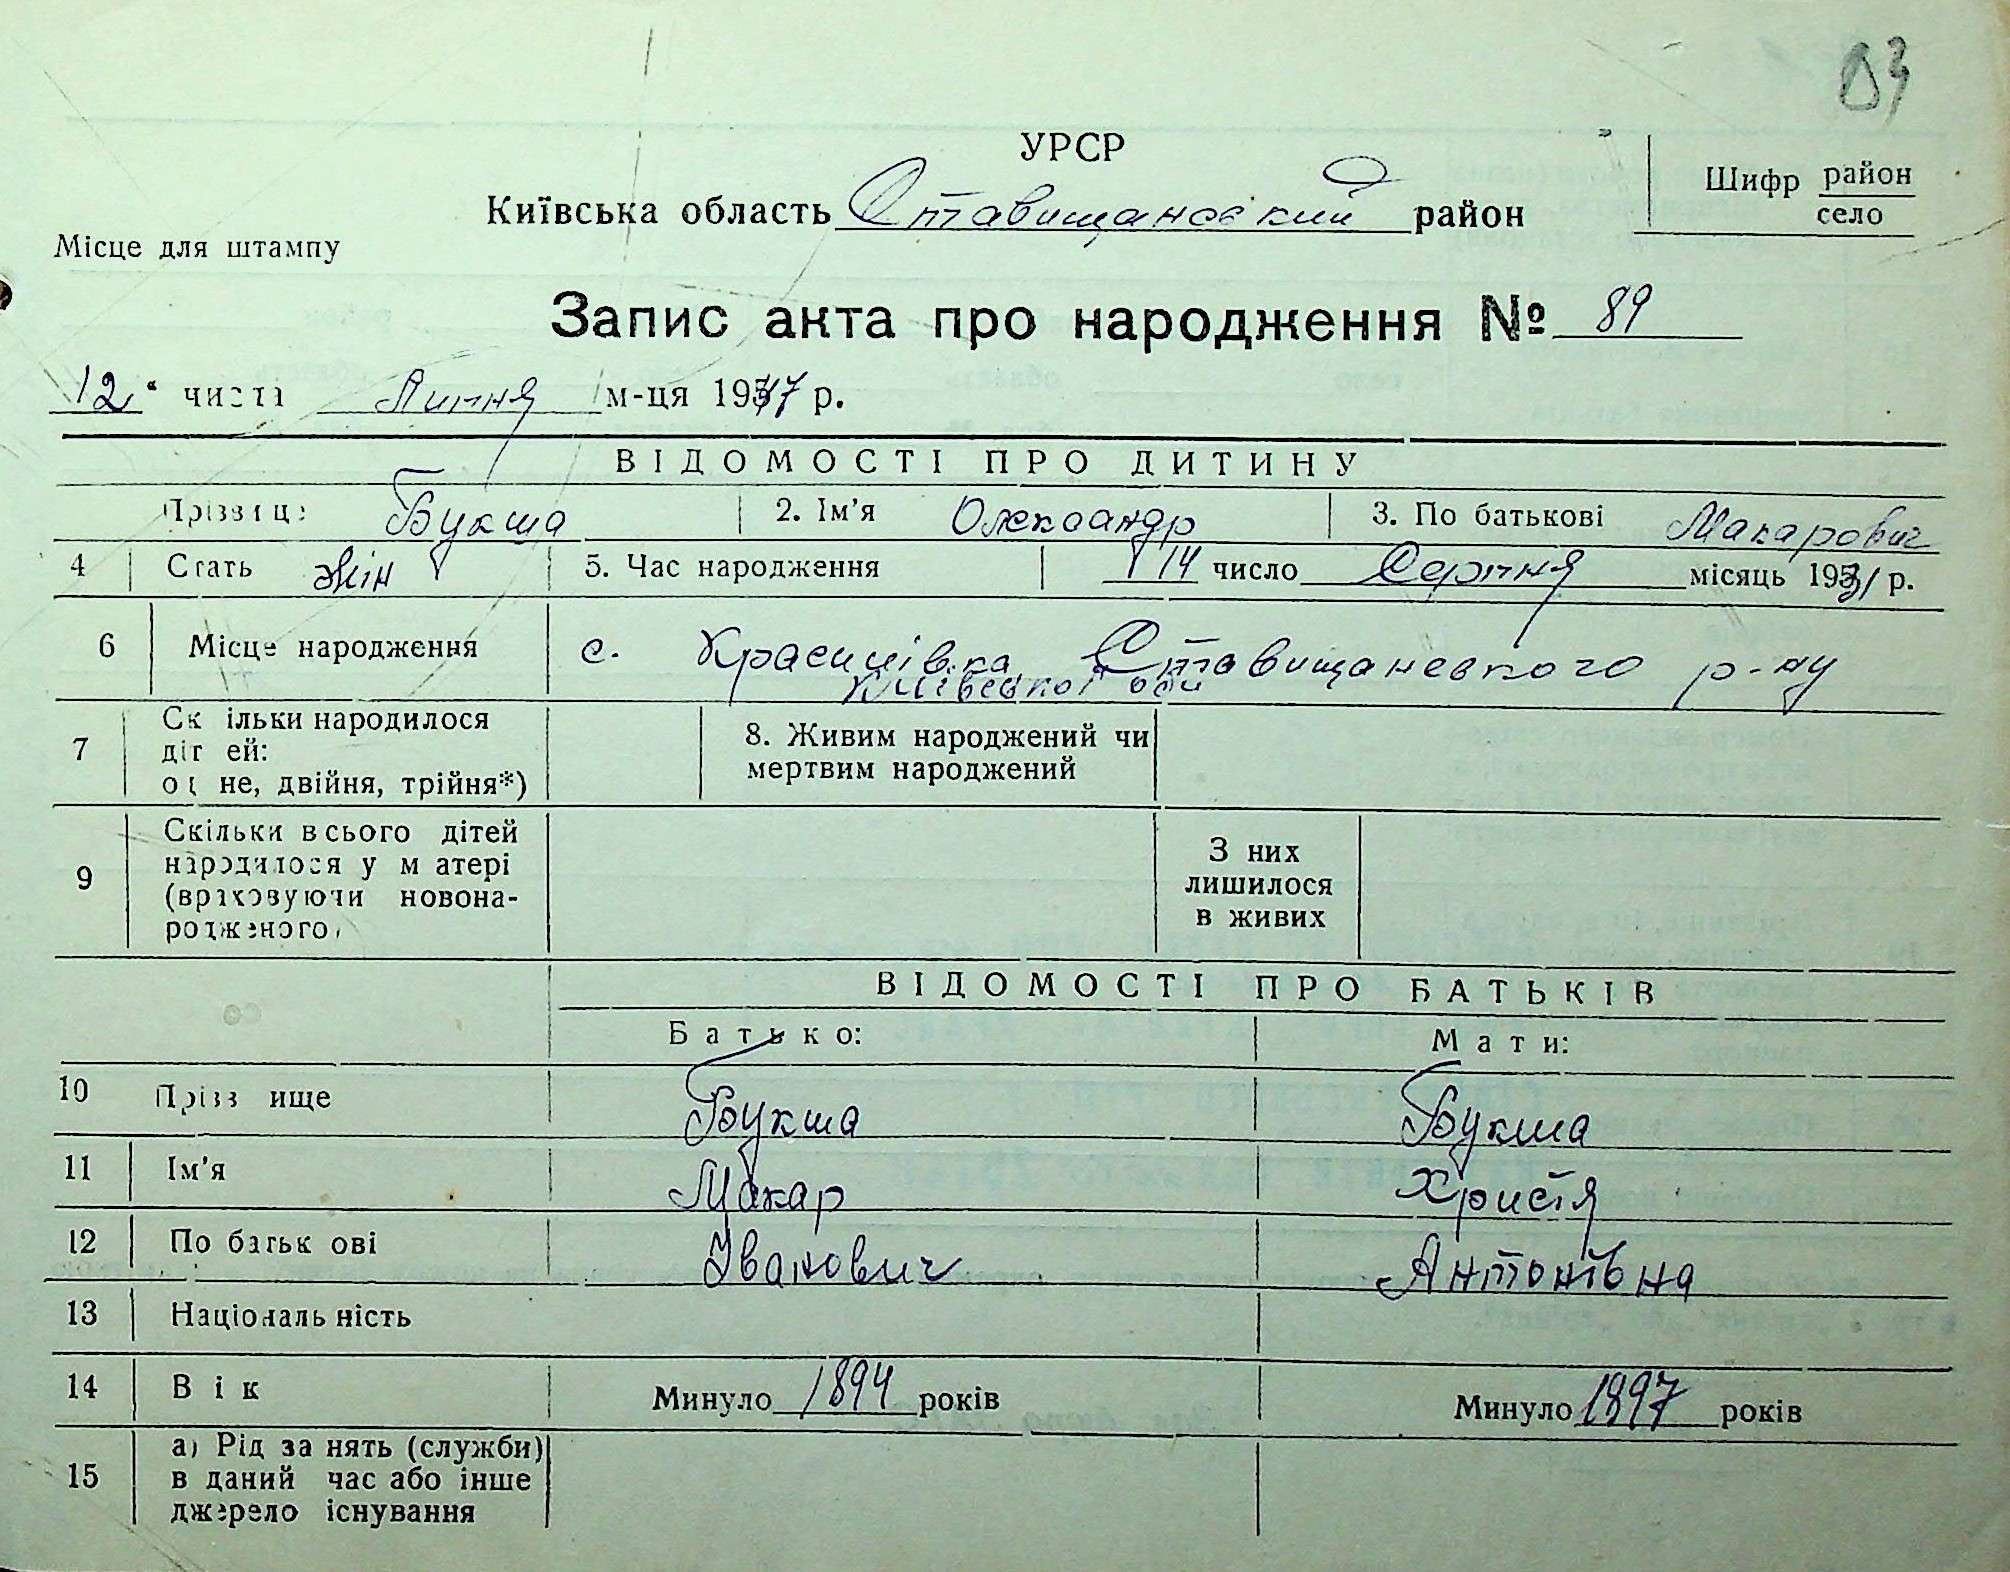 83
УРСР
Київська область Ставищанський район
Шифр район
село
Місце для штампу
Запис акта про народження № 89
12 " числа Липня м-ця 1947 р.
ВІДОМОСТІ ПРО ДИТИНУ
Прізвище Букша 2. Ім'я Олександр 3. По батькові Макарович
4 Стать жін 5. Час народження 14 число Серпня місяць 1931 р.
6 Місце народження с. Красилівка Ставищанського р-ну
Київської обл
7 Скільки народилося
дітей:
одне, двійня, трійня*)
8. Живим народжений чи
мертвим народжений
9 Скільки всього дітей
народилося у матері
(враховуючи новона-
родженого)
З них
лишилося
в живих
ВІДОМОСТІ ПРО БАТЬКІВ
Батько: Мати:
10 Прізвище Букша Букша
11 Ім'я Макар Христя
12 По батькові Іванович Антонівна
13 Національність
14 Вік Минуло 1894 років Минуло 1897 років
15 а) Рід занять (служби)
в даний час або інше
джерело існування